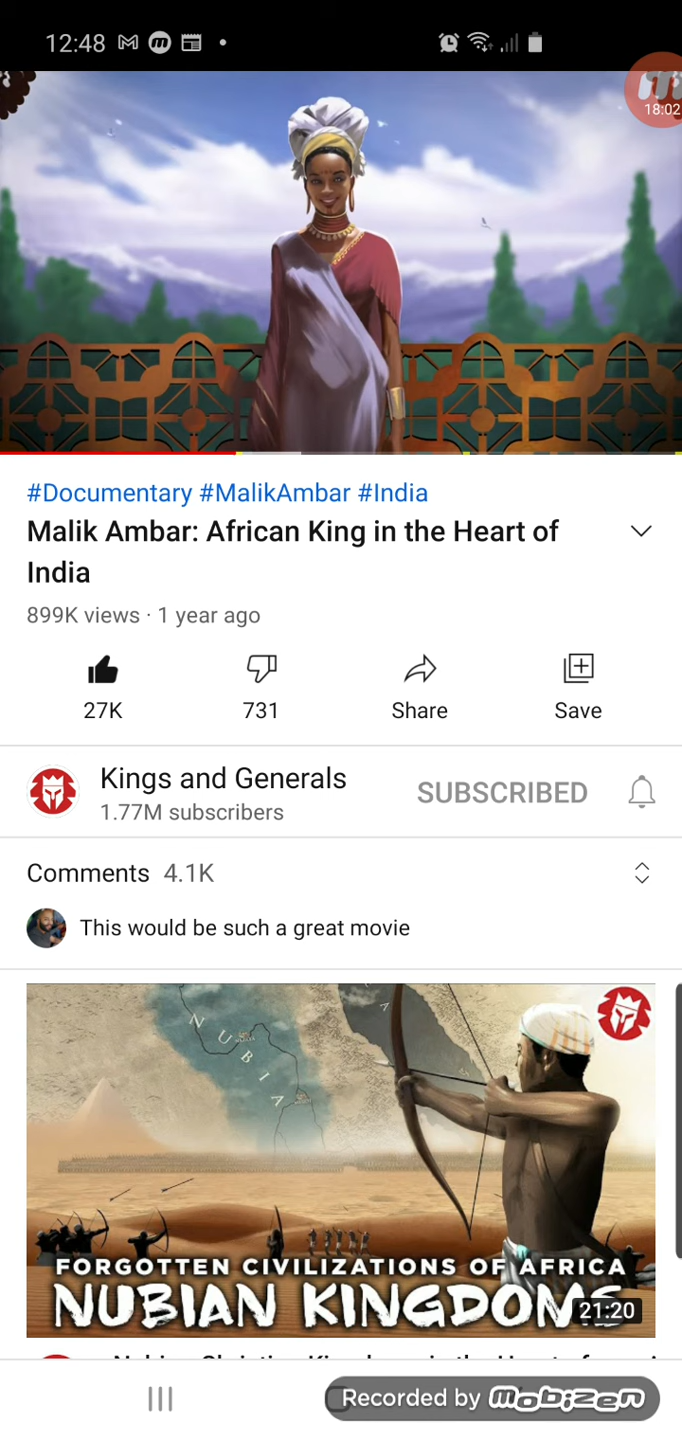 12:48
18:02
#Documentary #MalikAmbar #India
Malik Ambar: African King in the Heart of
India
899K views · 1 year ago
27K
731
Share
Save
Kings and Generals
SUBSCRIBED
1.77M subscribers
Comments 4.1K
This would be such a great movie
NUBIA
FORGOTTEN CIVILIZATIONS OF AFRICA
NUBIAN KINGDOMS
21:20
Recorded by mobizen